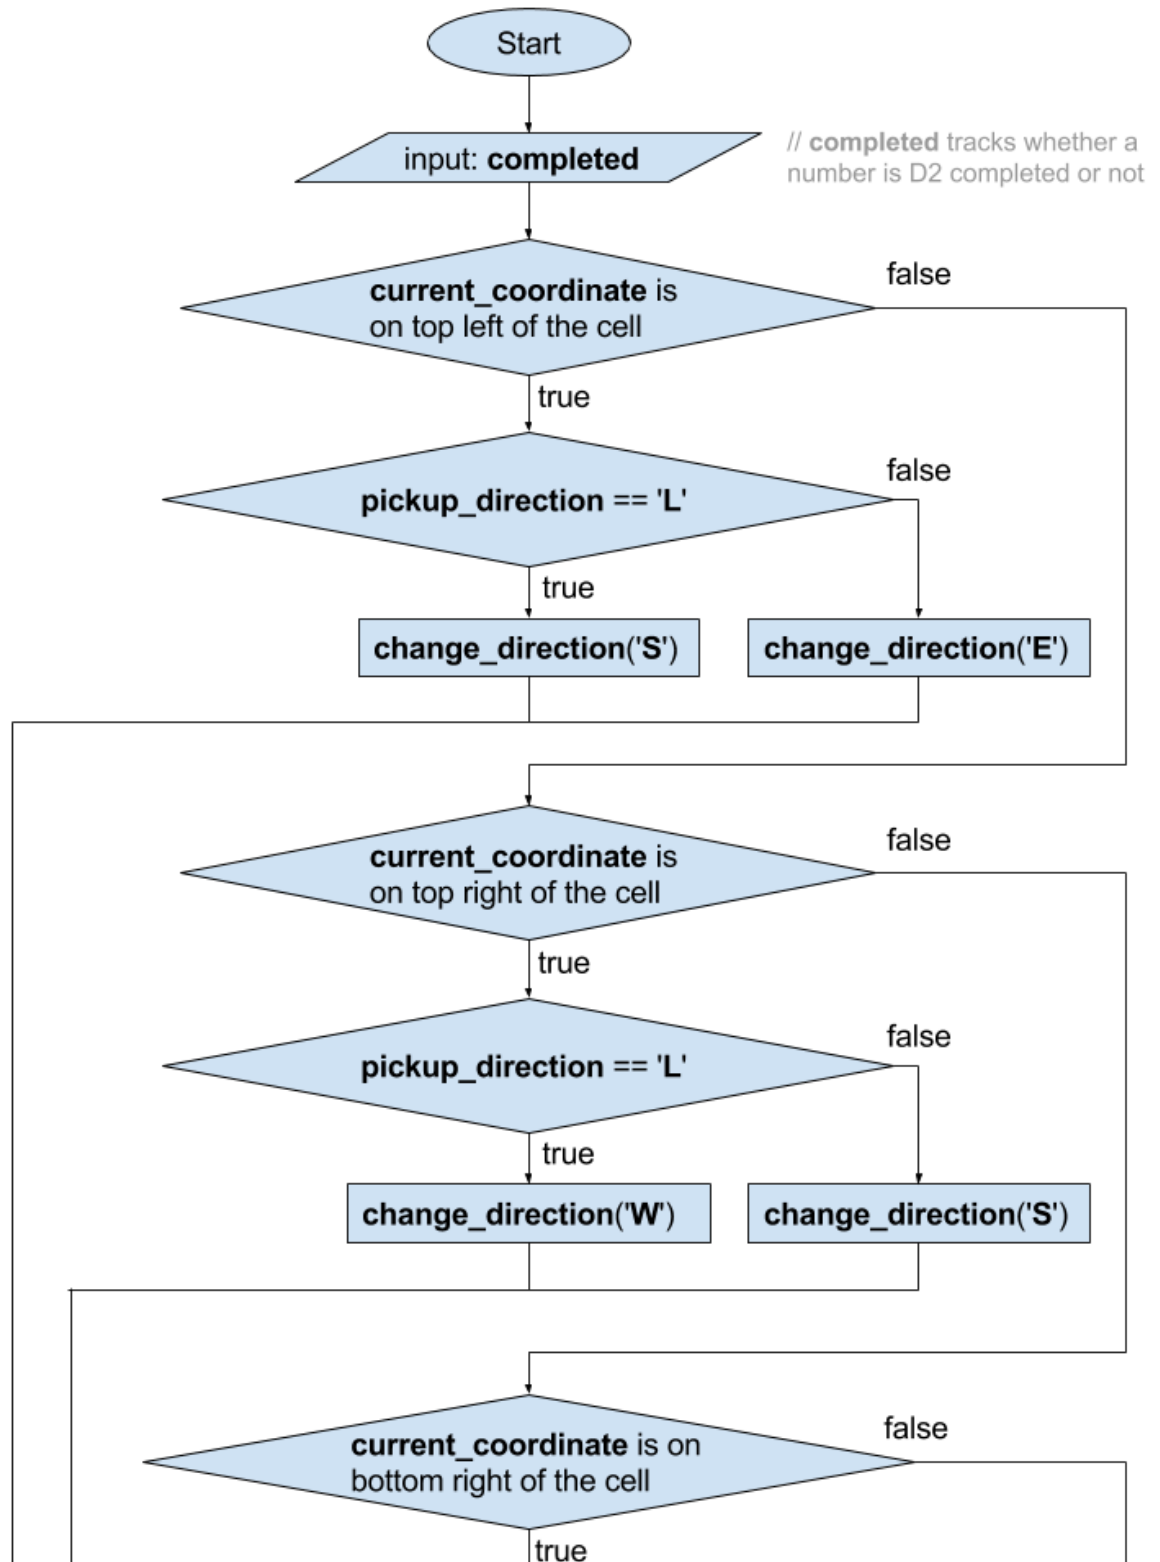 Start
input: completed
// completed tracks whether a
number is D2 completed or not
current_coordinate is
on top left of the cell
false
true
pickup_direction == 'L'
false
true
change_direction('S')
change_direction('E')
current_coordinate is
on top right of the cell
false
true
pickup_direction == 'L'
false
true
change_direction('W')
change_direction('S')
current_coordinate is on
bottom right of the cell
false
true